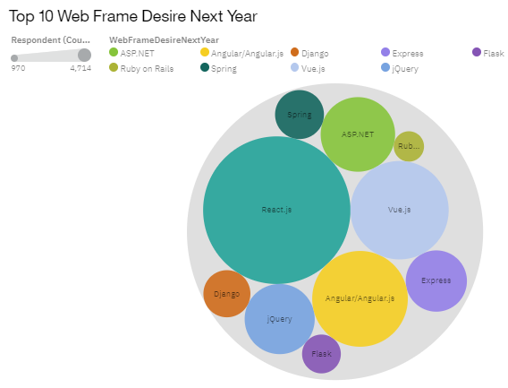 Top 10 Web Frame Desire Next Year
Respondent (Cou...
WebFrameDesireNextYear
970
4,714
ASP.NET
Angular/Angular.js
Django
Express
Flask
Ruby on Rails
Spring
Vue.js
jQuery
Spring
ASP.NET
Rub...
React.js
Vue.js
Express
Django
Angular/Angular.js
jQuery
Flask